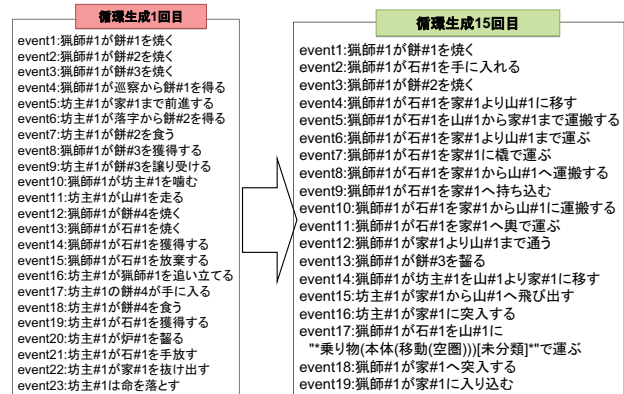 循環生成1回目
event1:猟師#1が餅#1を焼く
event2:猟師#1が餅#2を焼く
event3:猟師#1が餅#3を焼く
event4:猟師#1が巡察から餅#1を得る
event5:坊主#1が家#1まで前進する
event6:坊主#1が落字から餅#2を得る
event7:坊主#1が餅#2を食う
event8:猟師#1が餅#3を獲得する
event9:坊主#1が餅#3を譲り受ける
event10:猟師#1が坊主#1を噛む
event11:坊主#1が山#1を走る
event12:猟師#1が餅#4を焼く
event13:猟師#1が石#1を焼く
event14:猟師#1が石#1を獲得する
event15:猟師#1が石#1を放棄する
event16:坊主#1が猟師#1を追い立てる
event17:坊主#1の餅#4が手に入る
event18:坊主#1が餅#4を食う
event19:坊主#1が石#1を獲得する
event20:坊主#1が炉#1を齧る
event21:坊主#1が石#1を手放す
event22:坊主#1が家#1を抜け出す
event23:坊主#1は命を落とす
循環生成15回目
event1:猟師#1が餅#1を焼く
event2:猟師#1が石#1を手に入れる
event3:猟師#1が餅#2を焼く
event4:猟師#1が石#1を家#1より山#1に移す
event5:猟師#1が石#1を山#1から家#1まで運搬する
event6:猟師#1が石#1を家#1より山#1まで運ぶ
event7:猟師#1が石#1を家#1に橇で運ぶ
event8:猟師#1が石#1を家#1から山#1へ運搬する
event9:猟師#1が石#1を家#1へ持ち込む
event10:猟師#1が石#1を家#1から山#1に運搬する
event11:猟師#1が石#1を家#1へ輿で運ぶ
event12:猟師#1が家#1より山#1まで通う
event13:猟師#1が餅#3を齧る
event14:猟師#1が坊主#1を山#1より家#1に移す
event15:坊主#1が家#1から山#1へ飛び出す
event16:坊主#1が家#1に突入する
event17:猟師#1が石#1を山#1に
"*乗り物(本体(移動(空圏)))[未分類]*"で運ぶ
event18:猟師#1が家#1へ突入する
event19:猟師#1が家#1に入り込む